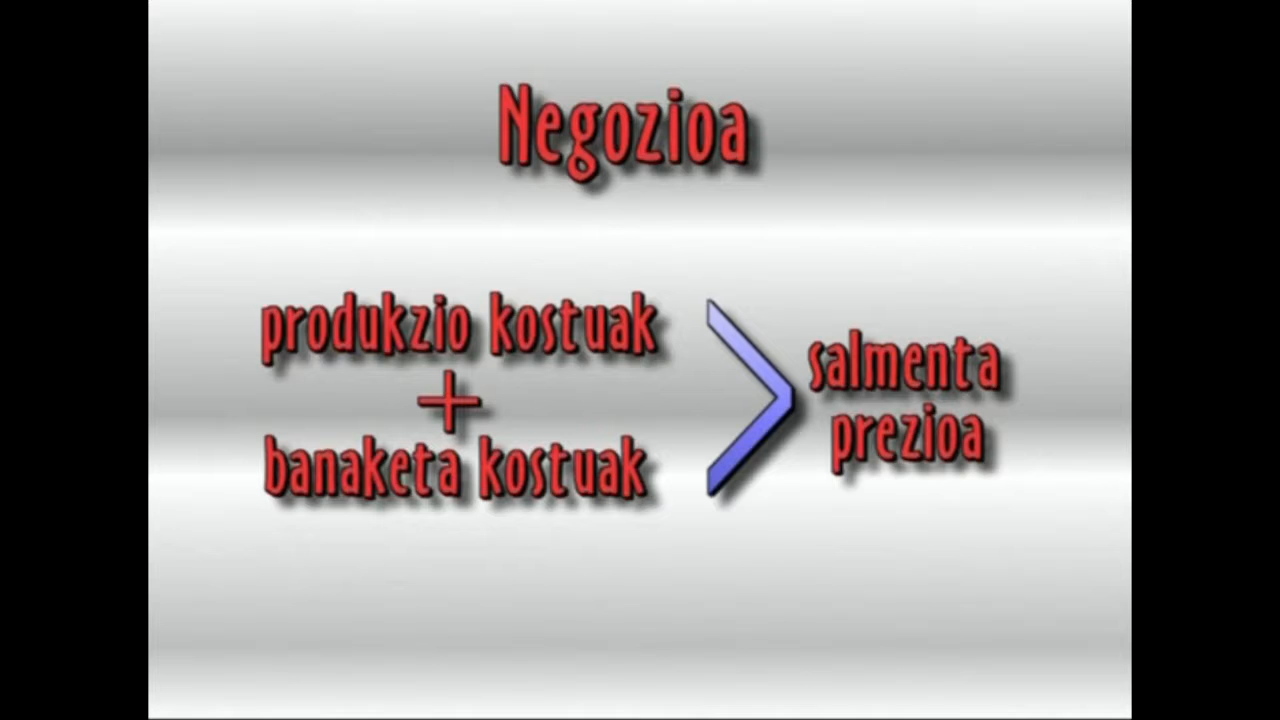 Negozioa
produkzio kostuak
+
banaketa kostuak
>
salmenta
prezioa